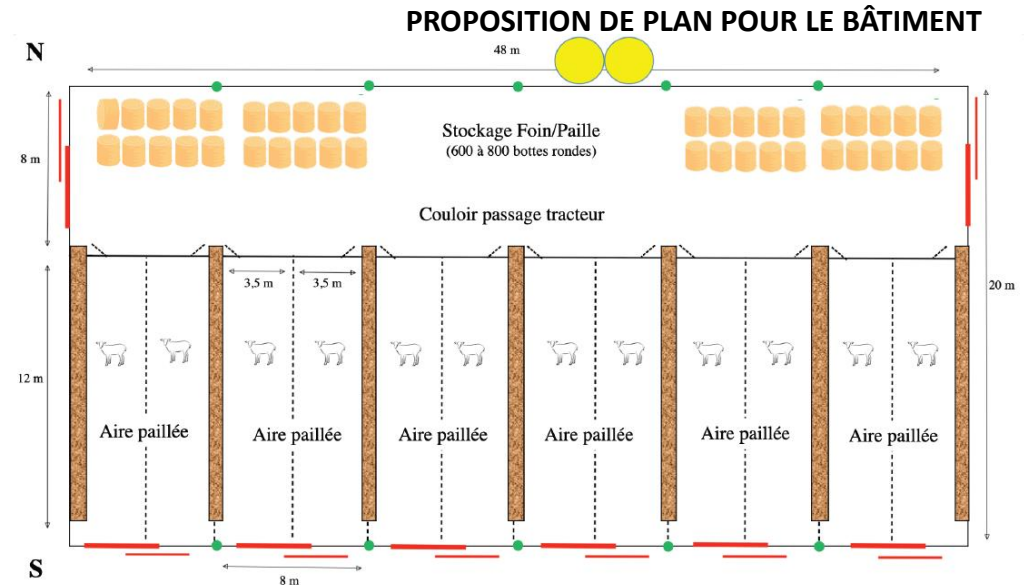 PROPOSITION DE PLAN POUR LE BÂTIMENT
N
48 m
8 m
Stockage Foin/Paille
(600 à 800 bottes rondes)
Couloir passage tracteur
3,5 m
3,5 m
20 m
12 m
Aire paillée
Aire paillée
Aire paillée
Aire paillée
Aire paillée
Aire paillée
S
8 m